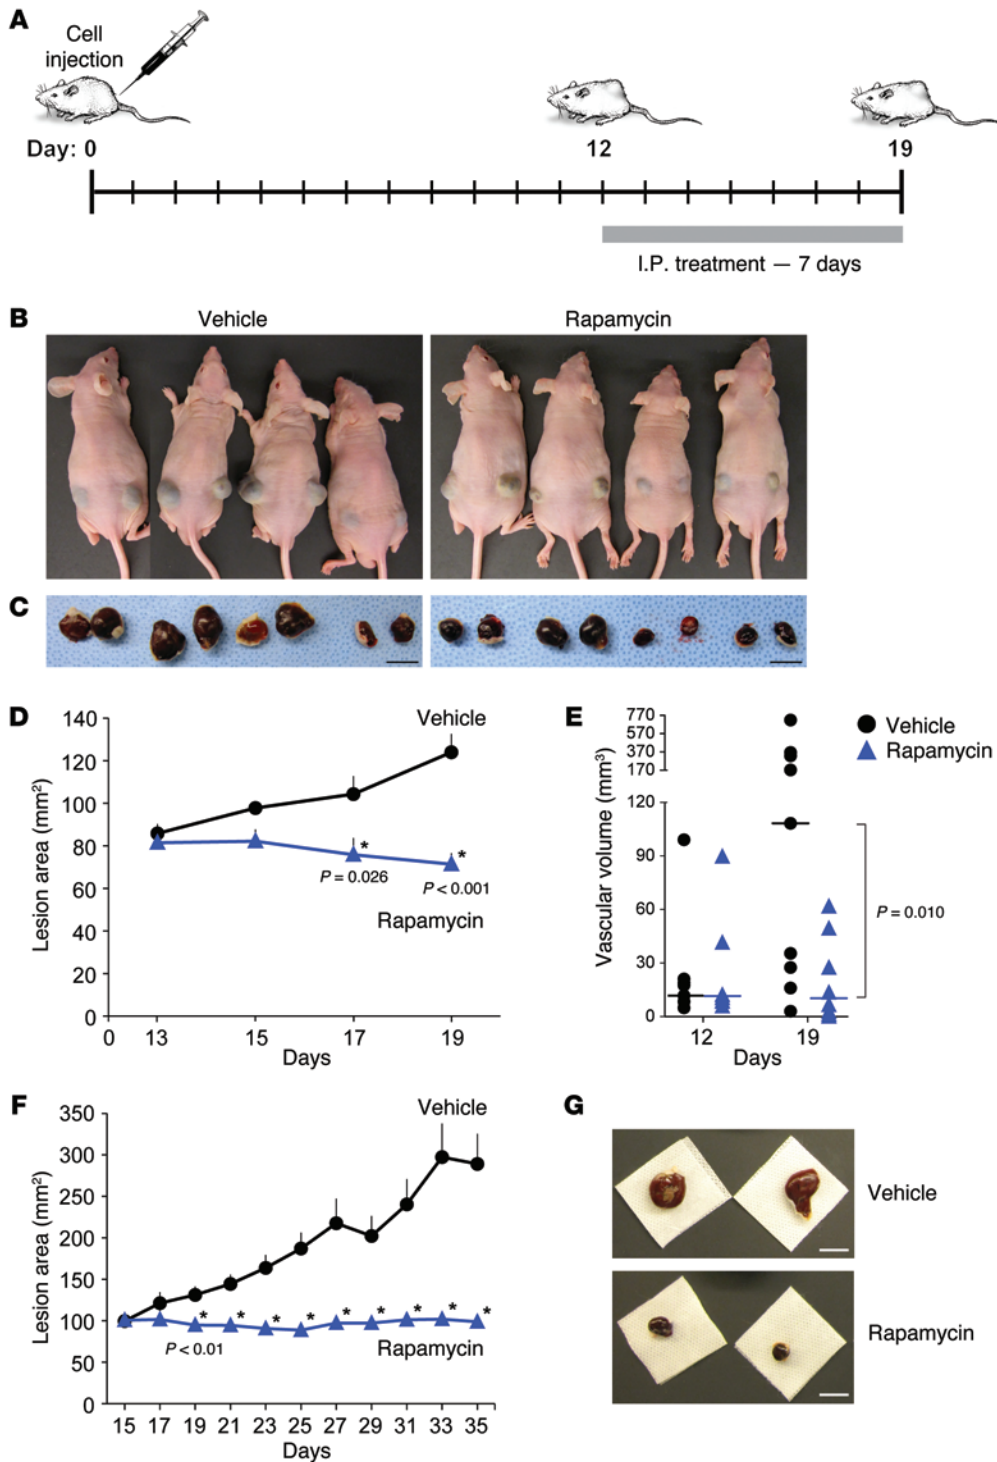 A
Cell
injection
Day: 0
12
19
I.P. treatment — 7 days
B
Vehicle
Rapamycin
C
D
140
120
100
80
60
40
20
0
Lesion area (mm²)
Vehicle
*
*
P = 0.026
P < 0.001
Rapamycin
0 13 15 17 19
Days
E
770
570
370
170
120
90
60
30
0
Vascular volume (mm³)
Vehicle
Rapamycin
P = 0.010
12 19
Days
F
350
300
250
200
150
100
50
0
Lesion area (mm²)
Vehicle
* * * * * * * * *
P < 0.01
Rapamycin
15 17 19 21 23 25 27 29 31 33 35
Days
G
Vehicle
Rapamycin